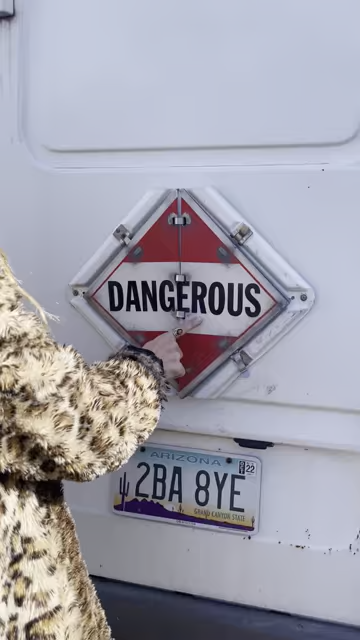 DANGEROUS
ARIZONA
22
2BA 8YE
GRAND CANYON STATE